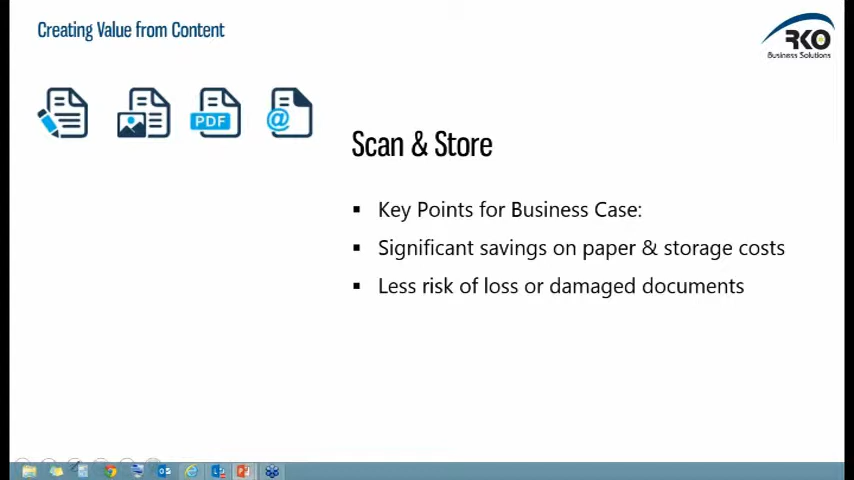 Creating Value from Content
RKO
Business Solutions
PDF
@
Scan & Store
▪ Key Points for Business Case:
▪ Significant savings on paper & storage costs
▪ Less risk of loss or damaged documents